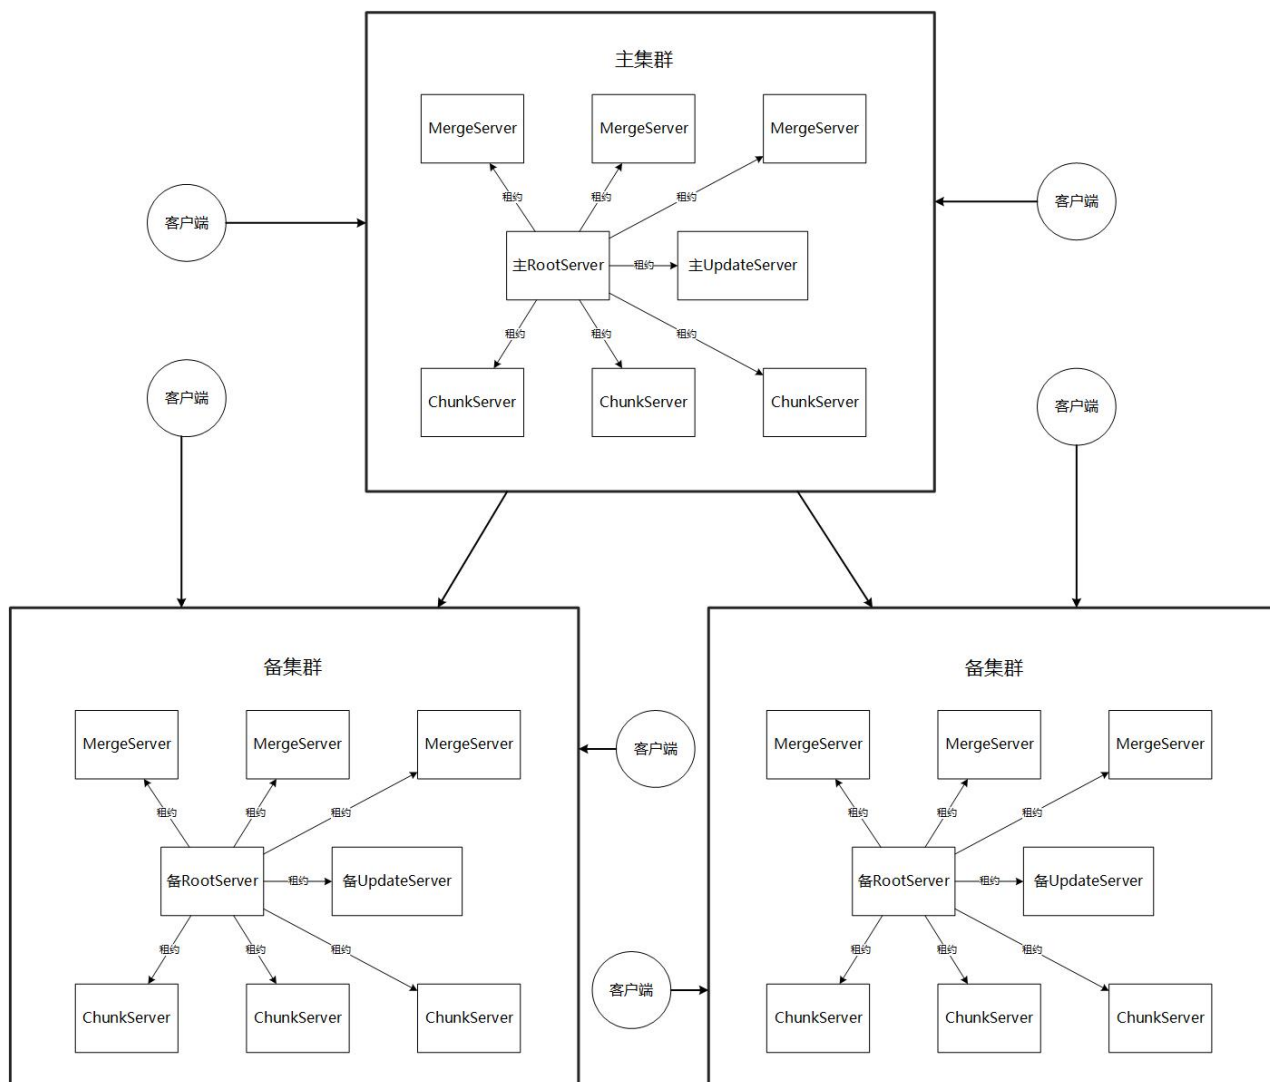 主集群
MergeServer
MergeServer
MergeServer
租约
租约
租约
客户端
客户端
主RootServer
租约
主UpdateServer
租约
租约
租约
客户端
ChunkServer
ChunkServer
ChunkServer
客户端
备集群
MergeServer
MergeServer
MergeServer
租约
租约
租约
备RootServer
租约
备UpdateServer
租约
租约
租约
ChunkServer
ChunkServer
ChunkServer
客户端
客户端
备集群
MergeServer
MergeServer
MergeServer
租约
租约
租约
备RootServer
租约
备UpdateServer
租约
租约
租约
ChunkServer
ChunkServer
ChunkServer